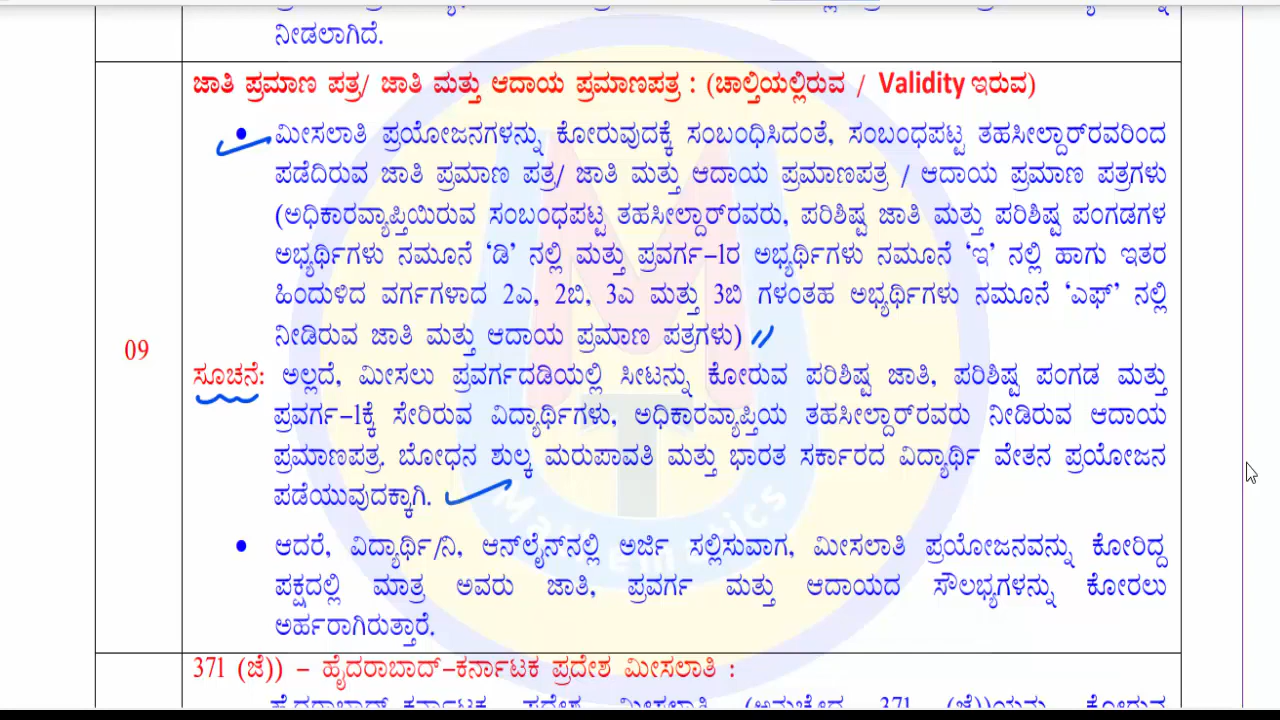 ನೀಡಲಾಗಿದೆ.
ಜಾತಿ ಪ್ರಮಾಣ ಪತ್ರ/ ಜಾತಿ ಮತ್ತು ಆದಾಯ ಪ್ರಮಾಣಪತ್ರ : (ಚಾಲ್ತಿಯಲ್ಲಿರುವ / Validity ಇರುವ)
• ಮೀಸಲಾತಿ ಪ್ರಯೋಜನಗಳನ್ನು ಕೋರುವುದಕ್ಕೆ ಸಂಬಂಧಿಸಿದಂತೆ, ಸಂಬಂಧಪಟ್ಟ ತಹಸೀಲ್ದಾರ್‌ರವರಿಂದ
ಪಡೆದಿರುವ ಜಾತಿ ಪ್ರಮಾಣ ಪತ್ರ/ ಜಾತಿ ಮತ್ತು ಆದಾಯ ಪ್ರಮಾಣಪತ್ರ / ಆದಾಯ ಪ್ರಮಾಣ ಪತ್ರಗಳು
(ಅಧಿಕಾರವ್ಯಾಪ್ತಿಯಿರುವ ಸಂಬಂಧಪಟ್ಟ ತಹಸೀಲ್ದಾರ್‌ರವರು, ಪರಿಶಿಷ್ಟ ಜಾತಿ ಮತ್ತು ಪರಿಶಿಷ್ಟ ಪಂಗಡಗಳ
ಅಭ್ಯರ್ಥಿಗಳು ನಮೂನೆ ‘ಡಿ’ ನಲ್ಲಿ ಮತ್ತು ಪ್ರವರ್ಗ–1ರ ಅಭ್ಯರ್ಥಿಗಳು ನಮೂನೆ ‘ಇ’ ನಲ್ಲಿ ಹಾಗು ಇತರ
ಹಿಂದುಳಿದ ವರ್ಗಗಳಾದ 2ಎ, 2ಬಿ, 3ಎ ಮತ್ತು 3ಬಿ ಗಳಂತಹ ಅಭ್ಯರ್ಥಿಗಳು ನಮೂನೆ ‘ಎಫ್’ ನಲ್ಲಿ
ನೀಡಿರುವ ಜಾತಿ ಮತ್ತು ಆದಾಯ ಪ್ರಮಾಣ ಪತ್ರಗಳು)
09
ಸೂಚನೆ: ಅಲ್ಲದೆ, ಮೀಸಲು ಪ್ರವರ್ಗದಡಿಯಲ್ಲಿ ಸೀಟನ್ನು ಕೋರುವ ಪರಿಶಿಷ್ಟ ಜಾತಿ, ಪರಿಶಿಷ್ಟ ಪಂಗಡ ಮತ್ತು
ಪ್ರವರ್ಗ–1ಕ್ಕೆ ಸೇರಿರುವ ವಿದ್ಯಾರ್ಥಿಗಳು, ಅಧಿಕಾರವ್ಯಾಪ್ತಿಯ ತಹಸೀಲ್ದಾರ್‌ರವರು ನೀಡಿರುವ ಆದಾಯ
ಪ್ರಮಾಣಪತ್ರ. ಬೋಧನ ಶುಲ್ಕ ಮರುಪಾವತಿ ಮತ್ತು ಭಾರತ ಸರ್ಕಾರದ ವಿದ್ಯಾರ್ಥಿ ವೇತನ ಪ್ರಯೋಜನ
ಪಡೆಯುವುದಕ್ಕಾಗಿ.
• ಆದರೆ, ವಿದ್ಯಾರ್ಥಿ/ನಿ, ಆನ್‌ಲೈನ್‌ನಲ್ಲಿ ಅರ್ಜಿ ಸಲ್ಲಿಸುವಾಗ, ಮೀಸಲಾತಿ ಪ್ರಯೋಜನವನ್ನು ಕೋರಿದ್ದ
ಪಕ್ಷದಲ್ಲಿ ಮಾತ್ರ ಅವರು ಜಾತಿ, ಪ್ರವರ್ಗ ಮತ್ತು ಆದಾಯದ ಸೌಲಭ್ಯಗಳನ್ನು ಕೋರಲು
ಅರ್ಹರಾಗಿರುತ್ತಾರೆ.
371 (ಜೆ)) – ಹೈದರಾಬಾದ್–ಕರ್ನಾಟಕ ಪ್ರದೇಶ ಮೀಸಲಾತಿ :
Mathematics